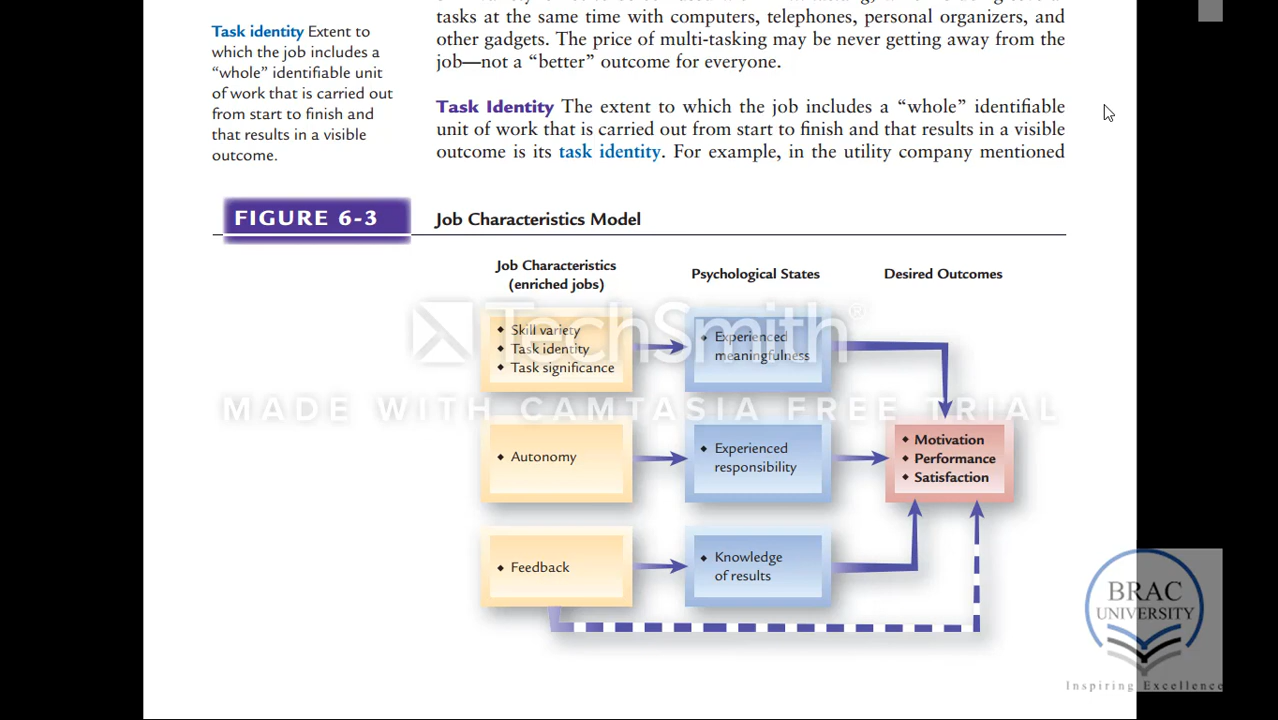 tasks at the same time with computers, telephones, personal organizers, and
other gadgets. The price of multi-tasking may be never getting away from the
job—not a “better” outcome for everyone.
Task identity Extent to
which the job includes a
“whole” identifiable unit
of work that is carried out
from start to finish and
that results in a visible
outcome.
Task Identity The extent to which the job includes a “whole” identifiable
unit of work that is carried out from start to finish and that results in a visible
outcome is its task identity. For example, in the utility company mentioned
FIGURE 6-3
Job Characteristics Model
Job Characteristics
(enriched jobs)
Psychological States
Desired Outcomes
◆ Skill variety
◆ Task identity
◆ Task significance
◆ Experienced
meaningfulness
TechSmith®
MADE WITH CAMTASIA FREE TRIAL
◆ Autonomy
◆ Experienced
responsibility
◆ Motivation
◆ Performance
◆ Satisfaction
◆ Feedback
◆ Knowledge
of results
BRAC
UNIVERSITY
Inspiring Excellence